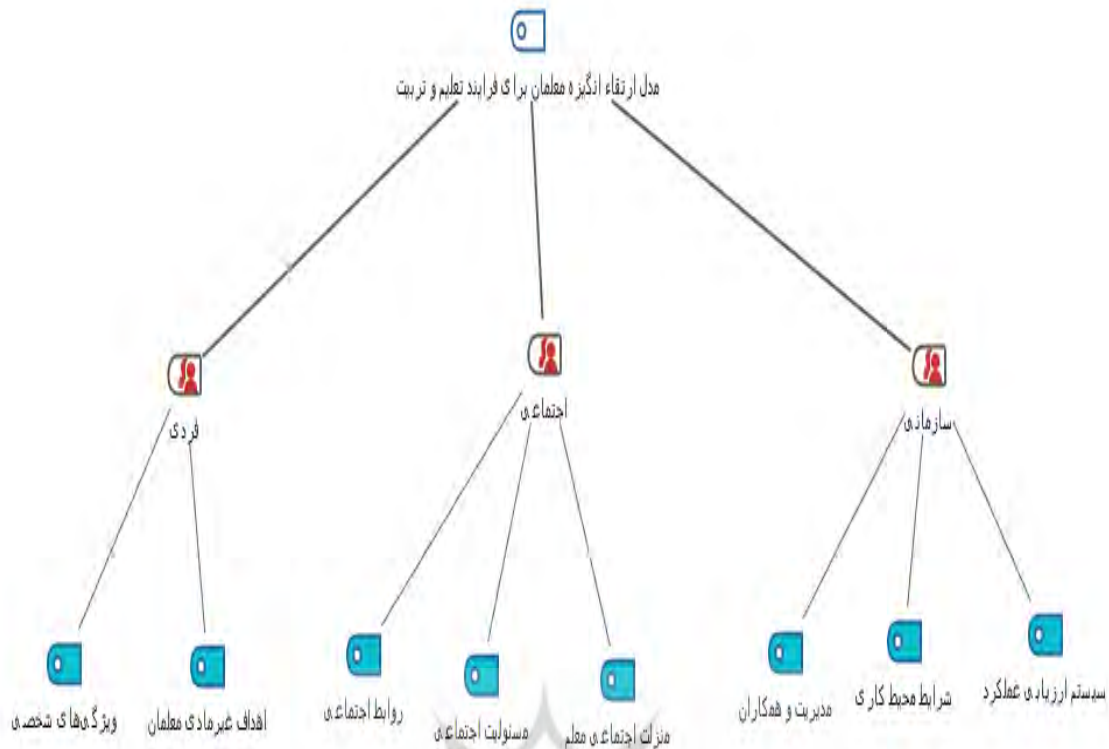 مدل ارتقاء انگیزه معلمان برای فرایند تعلیم و تربیت
سازمانی
اجتماعی
فردی
سیستم ارزیابی عملکرد
شرایط محیط کاری
مدیریت و همکاران
منزلت اجتماعی معلم
مسئولیت اجتماعی
روابط اجتماعی
اهداف غیرمادی معلمان
ویژگی‌های شخصی